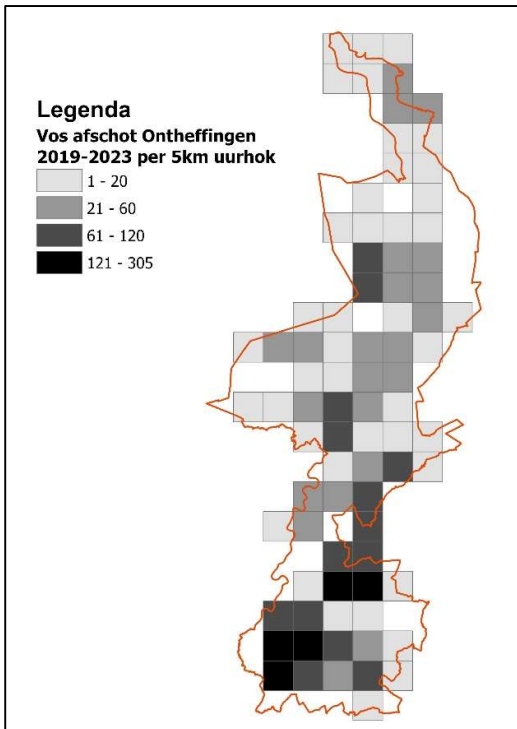 Legenda
Vos afschot Ontheffingen
2019-2023 per 5km uurhok
1 - 20
21 - 60
61 - 120
121 - 305